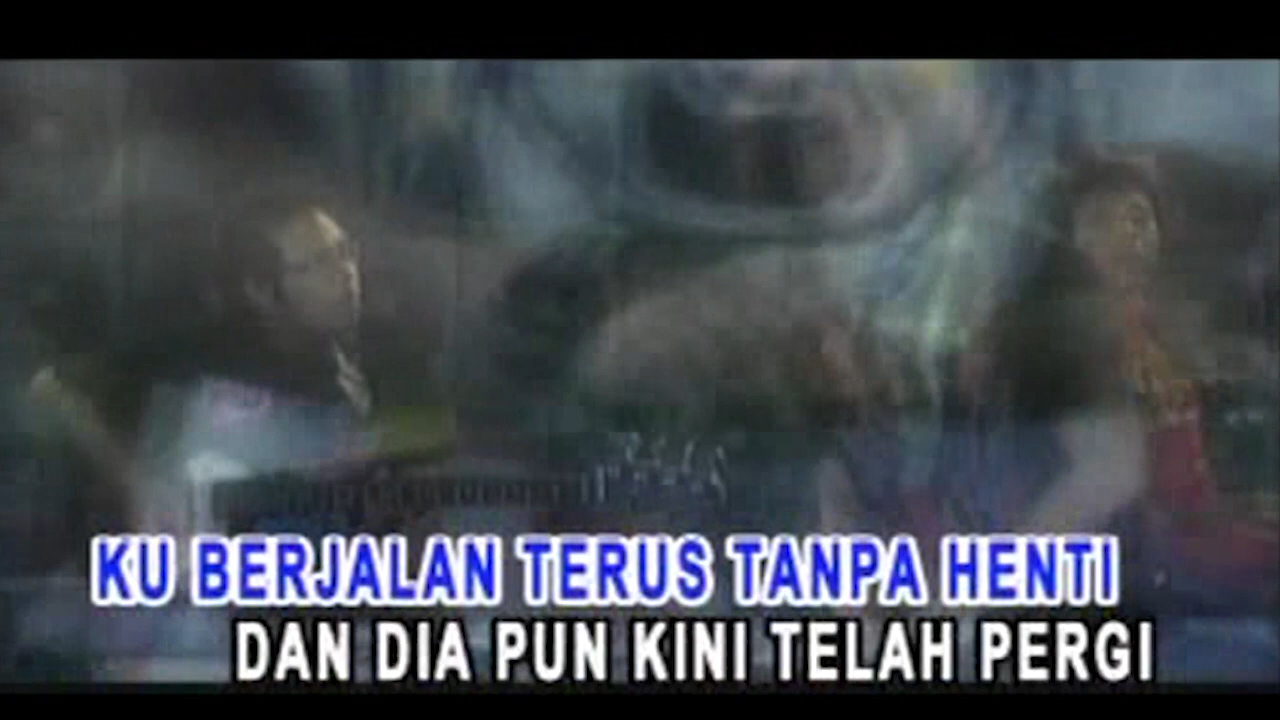 KU BERJALAN TERUS TANPA HENTI
DAN DIA PUN KINI TELAH PERGI